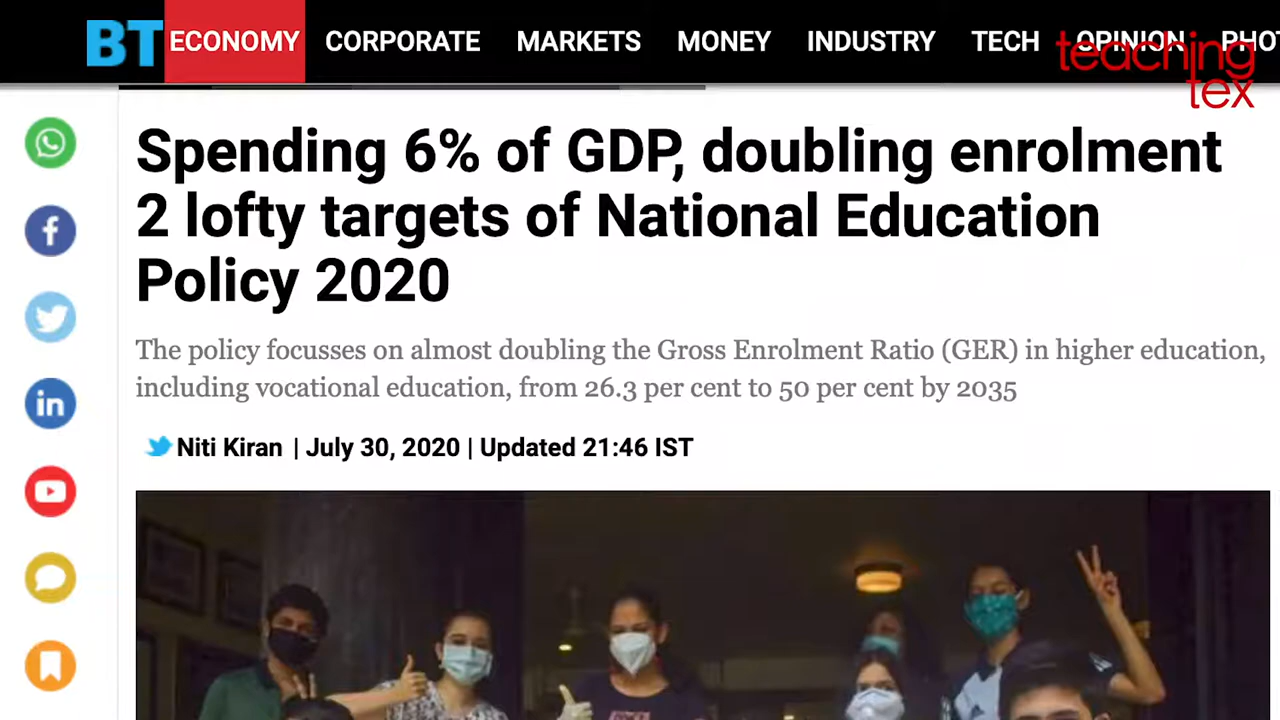 BT ECONOMY CORPORATE MARKETS MONEY INDUSTRY TECH OPINION
teaching
tex
Spending 6% of GDP, doubling enrolment
2 lofty targets of National Education
Policy 2020
The policy focusses on almost doubling the Gross Enrolment Ratio (GER) in higher education,
including vocational education, from 26.3 per cent to 50 per cent by 2035
Niti Kiran | July 30, 2020 | Updated 21:46 IST